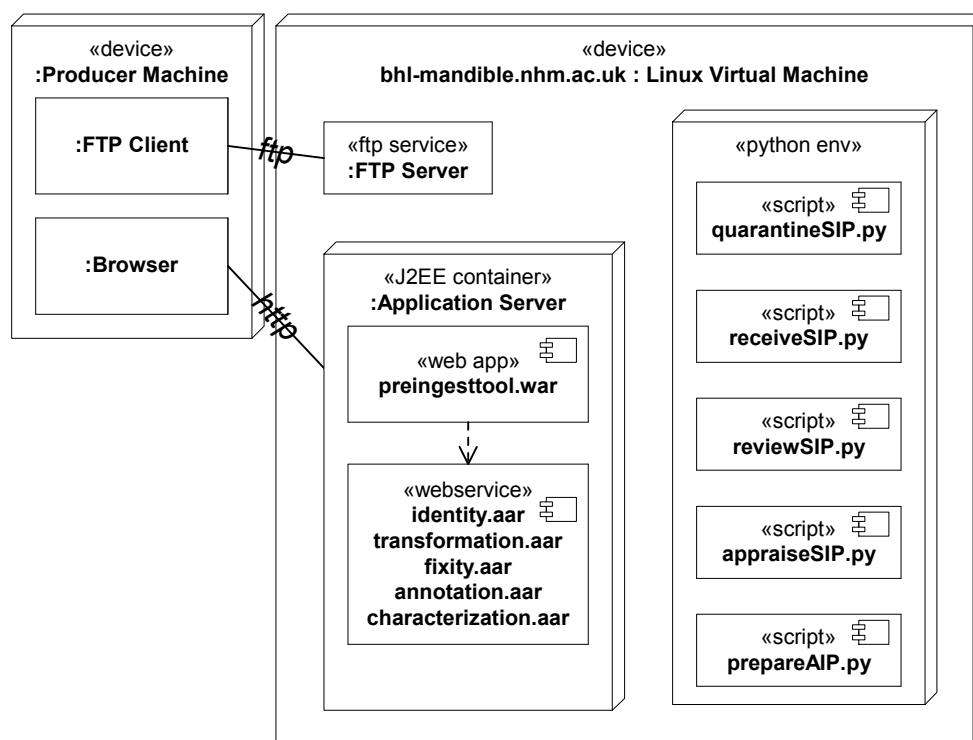 «device»
:Producer Machine
:FTP Client
:Browser
ftp
http
«device»
bhl-mandible.nhm.ac.uk : Linux Virtual Machine
«ftp service»
:FTP Server
«J2EE container»
:Application Server
«web app»
preingesttool.war
«webservice»
identity.aar
transformation.aar
fixity.aar
annotation.aar
characterization.aar
«python env»
«script»
quarantineSIP.py
«script»
receiveSIP.py
«script»
reviewSIP.py
«script»
appraiseSIP.py
«script»
prepareAIP.py